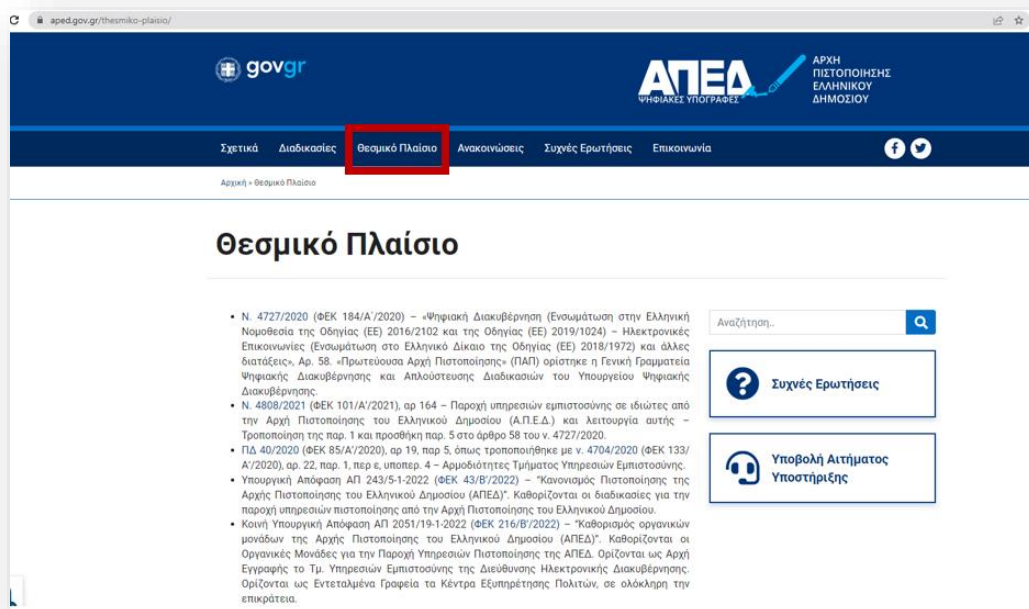 aped.gov.gr/thesmiko-plaisio/
govgr
ΑΠΕΔ
ΨΗΦΙΑΚΕΣ ΥΠΟΓΡΑΦΕΣ
ΑΡΧΗ
ΠΙΣΤΟΠΟΙΗΣΗΣ
ΕΛΛΗΝΙΚΟΥ
ΔΗΜΟΣΙΟΥ
Σχετικά Διαδικασίες Θεσμικό Πλαίσιο Ανακοινώσεις Συχνές Ερωτήσεις Επικοινωνία
Αρχική » Θεσμικό Πλαίσιο
Θεσμικό Πλαίσιο
• Ν. 4727/2020 (ΦΕΚ 184/Α΄/2020) – «Ψηφιακή Διακυβέρνηση (Ενσωμάτωση στην Ελληνική
Νομοθεσία της Οδηγίας (ΕΕ) 2016/2102 και της Οδηγίας (ΕΕ) 2019/1024) – Ηλεκτρονικές
Επικοινωνίες (Ενσωμάτωση στο Ελληνικό Δίκαιο της Οδηγίας (ΕΕ) 2018/1972) και άλλες
διατάξεις», Αρ. 58. «Πρωτεύουσα Αρχή Πιστοποίησης» (ΠΑΠ) ορίστηκε η Γενική Γραμματεία
Ψηφιακής Διακυβέρνησης και Απλούστευσης Διαδικασιών του Υπουργείου Ψηφιακής
Διακυβέρνησης.
• Ν. 4808/2021 (ΦΕΚ 101/Α'/2021), αρ 164 – Παροχή υπηρεσιών εμπιστοσύνης σε ιδιώτες από
την Αρχή Πιστοποίησης του Ελληνικού Δημοσίου (Α.Π.Ε.Δ.) και λειτουργία αυτής –
Τροποποίηση της παρ. 1 και προσθήκη παρ. 5 στο άρθρο 58 του ν. 4727/2020.
• ΠΔ 40/2020 (ΦΕΚ 85/Α'/2020), αρ 19, παρ 5, όπως τροποποιήθηκε με ν. 4704/2020 (ΦΕΚ 133/
Α'/2020), αρ. 22, παρ. 1, περ ε, υποπερ. 4 – Αρμοδιότητες Τμήματος Υπηρεσιών Εμπιστοσύνης.
• Υπουργική Απόφαση ΑΠ 243/5-1-2022 (ΦΕΚ 43/Β'/2022) – "Κανονισμός Πιστοποίησης της
Αρχής Πιστοποίησης του Ελληνικού Δημοσίου (ΑΠΕΔ)". Καθορίζονται οι διαδικασίες για την
παροχή υπηρεσιών πιστοποίησης από την Αρχή Πιστοποίησης του Ελληνικού Δημοσίου.
• Κοινή Υπουργική Απόφαση ΑΠ 2051/19-1-2022 (ΦΕΚ 216/Β'/2022) – "Καθορισμός οργανικών
μονάδων της Αρχής Πιστοποίησης του Ελληνικού Δημοσίου (ΑΠΕΔ)". Καθορίζονται οι
Οργανικές Μονάδες για την Παροχή Υπηρεσιών Πιστοποίησης της ΑΠΕΔ. Ορίζονται ως Αρχή
Εγγραφής το Τμ. Υπηρεσιών Εμπιστοσύνης της Διεύθυνσης Ηλεκτρονικής Διακυβέρνησης.
Ορίζονται ως Εντεταλμένα Γραφεία τα Κέντρα Εξυπηρέτησης Πολιτών, σε ολόκληρη την
επικράτεια.
Αναζήτηση..
Συχνές Ερωτήσεις
Υποβολή Αιτήματος
Υποστήριξης